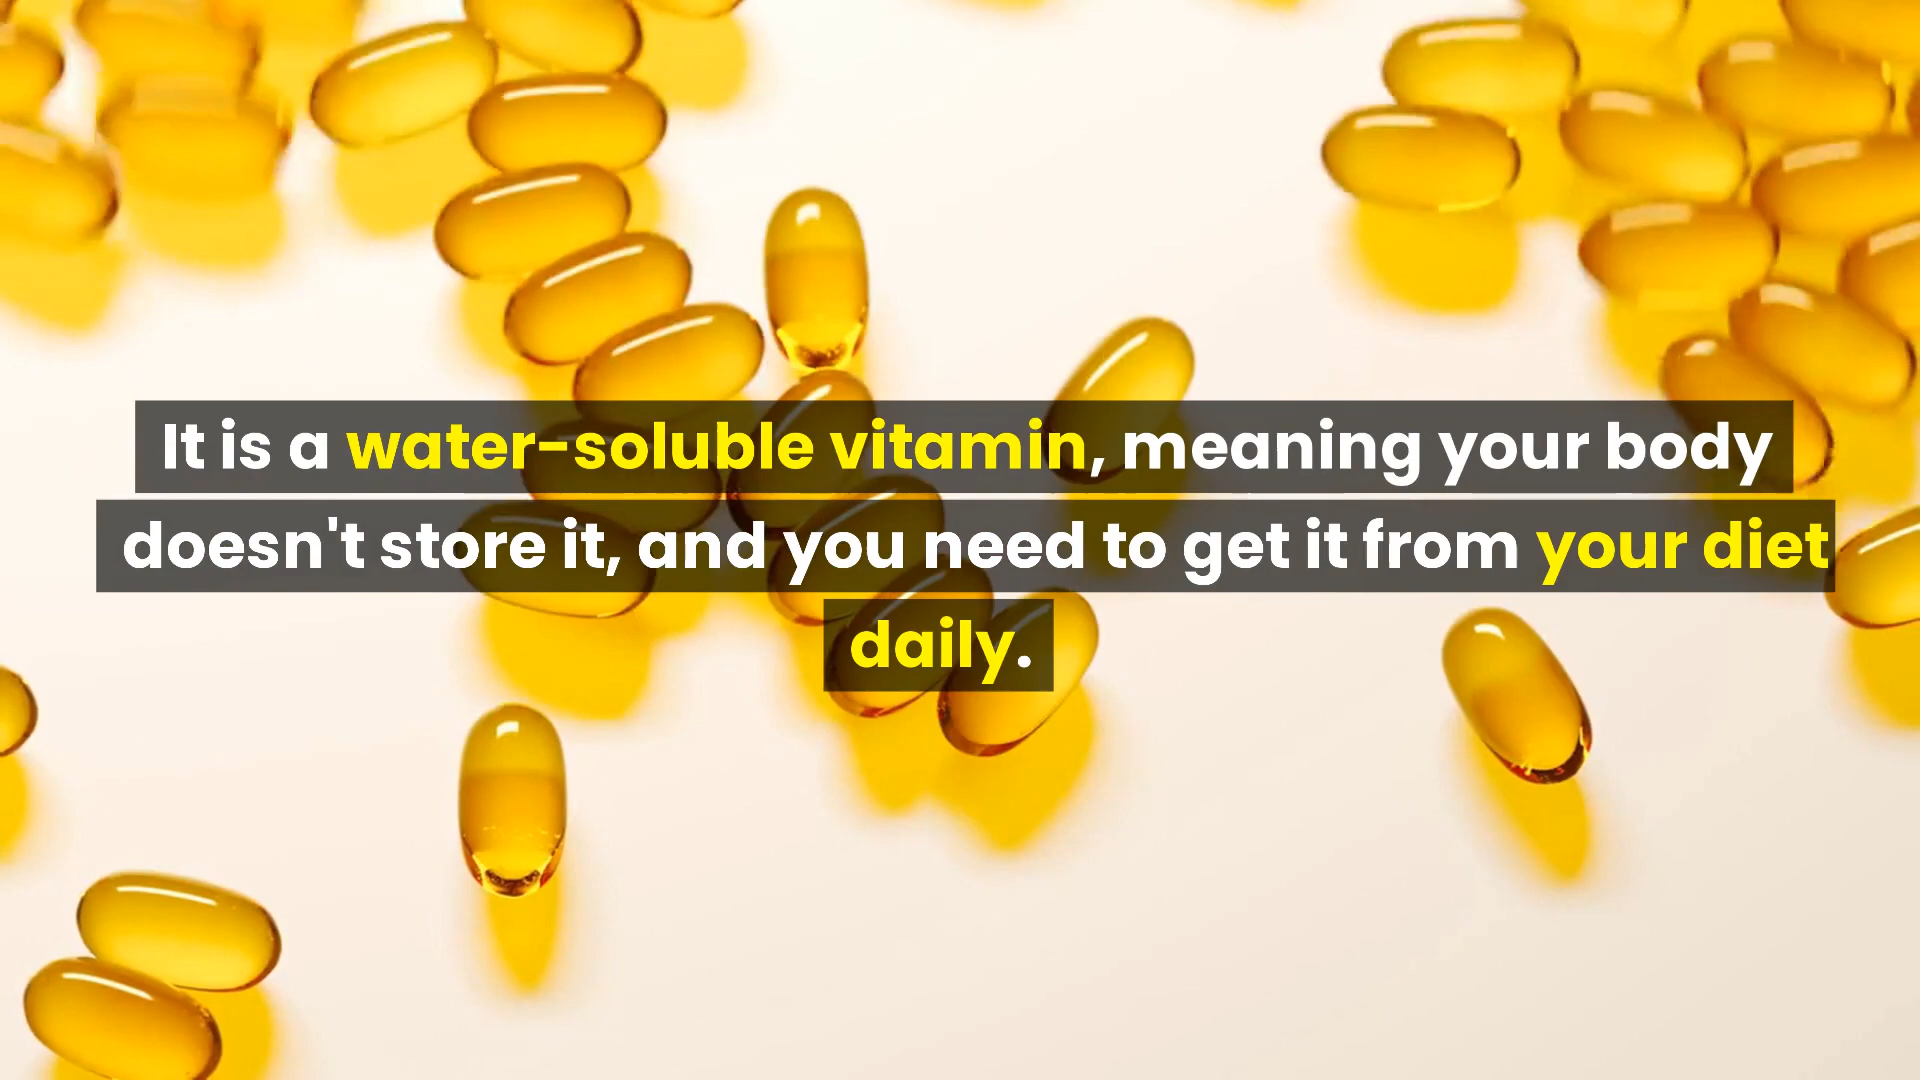 It is a water-soluble vitamin, meaning your body
doesn't store it, and you need to get it from your diet
daily.